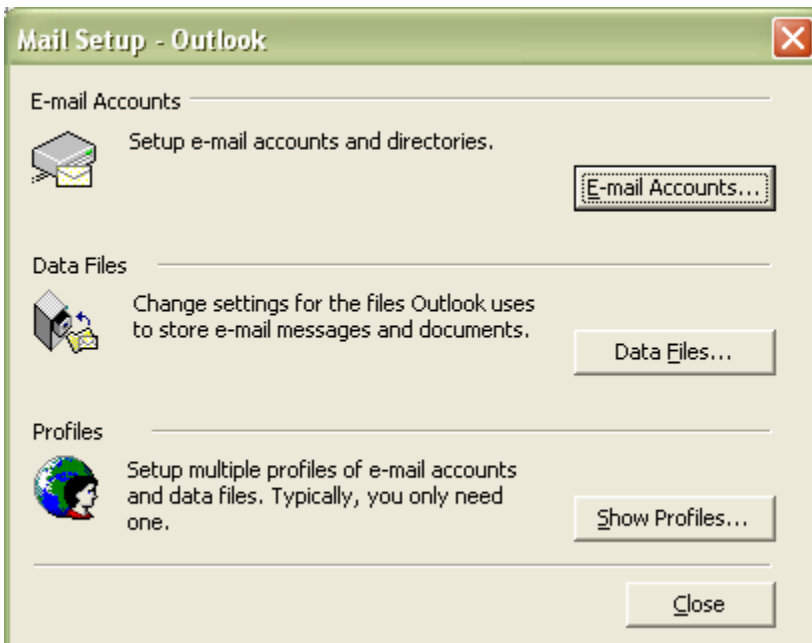 Mail Setup - Outlook
E-mail Accounts
Setup e-mail accounts and directories.
E-mail Accounts...
Data Files
Change settings for the files Outlook uses
to store e-mail messages and documents.
Data Files...
Profiles
Setup multiple profiles of e-mail accounts
and data files. Typically, you only need
one.
Show Profiles...
Close